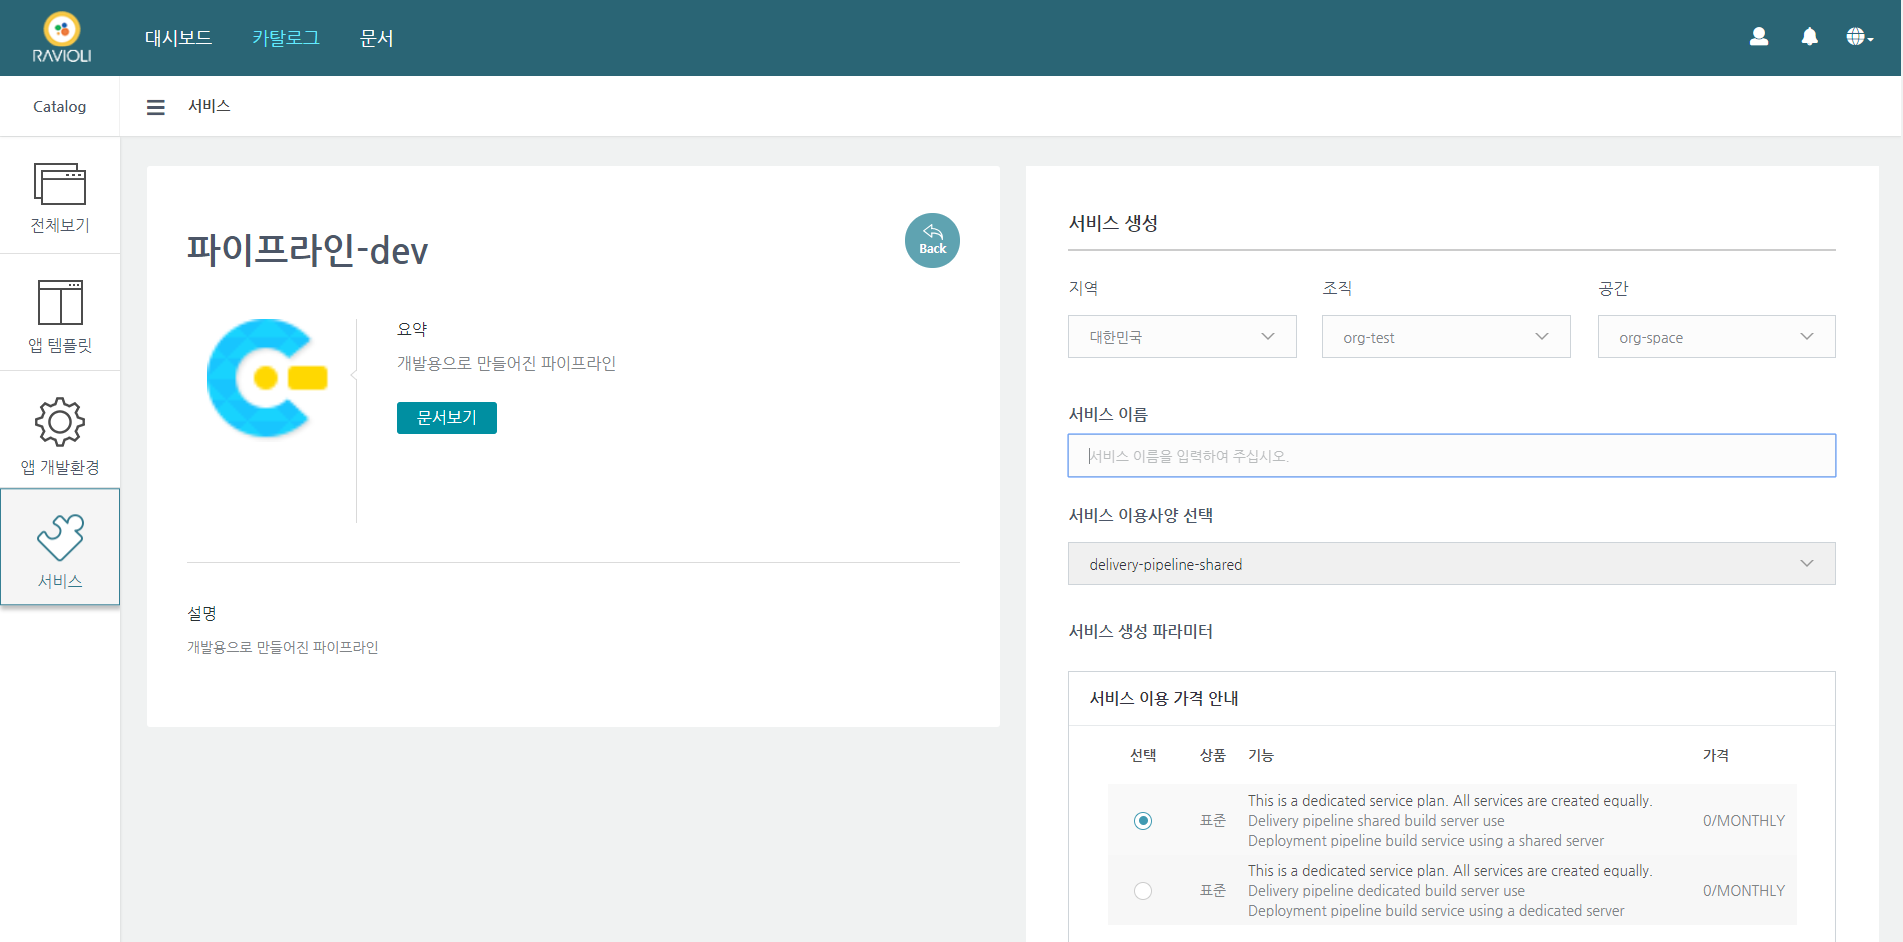 RAVIOLI
대시보드 카탈로그 문서
Catalog
서비스
전체보기
앱 템플릿
앱 개발환경
서비스
파이프라인-dev
Back
요약
개발용으로 만들어진 파이프라인
문서보기
설명
개발용으로 만들어진 파이프라인
서비스 생성
지역 조직 공간
대한민국 org-test org-space
서비스 이름
서비스 이름을 입력하여 주십시오.
서비스 이용사양 선택
delivery-pipeline-shared
서비스 생성 파라미터
서비스 이용 가격 안내
선택 상품 기능 가격
This is a dedicated service plan. All services are created equally.
표준 Delivery pipeline shared build server use 0/MONTHLY
Deployment pipeline build service using a shared server
This is a dedicated service plan. All services are created equally.
표준 Delivery pipeline dedicated build server use 0/MONTHLY
Deployment pipeline build service using a dedicated server